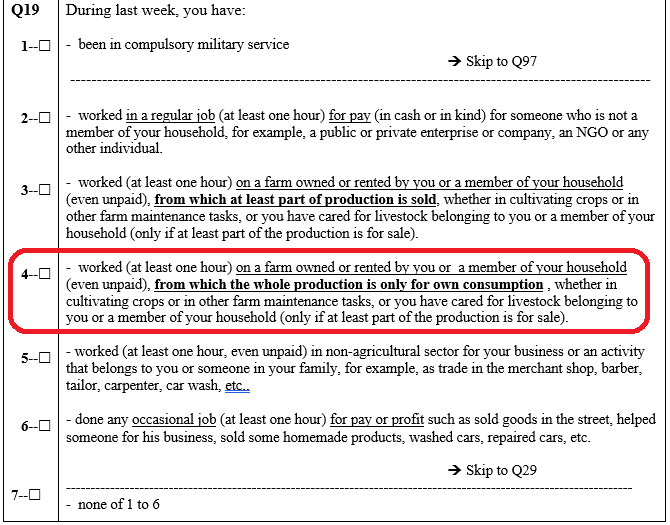 Q19 During last week, you have:
1--☐ - been in compulsory military service
→ Skip to Q97
--------------------------------------------------------------------------------------------------------------
2--☐ - worked in a regular job (at least one hour) for pay (in cash or in kind) for someone who is not a
member of your household, for example, a public or private enterprise or company, an NGO or any
other individual.
3--☐ - worked (at least one hour) on a farm owned or rented by you or a member of your household
(even unpaid), from which at least part of production is sold, whether in cultivating crops or in
other farm maintenance tasks, or you have cared for livestock belonging to you or a member of your
household (only if at least part of the production is for sale).
4--☐ - worked (at least one hour) on a farm owned or rented by you or a member of your household
(even unpaid), from which the whole production is only for own consumption , whether in
cultivating crops or in other farm maintenance tasks, or you have cared for livestock belonging to
you or a member of your household (only if at least part of the production is for sale).
5--☐ - worked (at least one hour, even unpaid) in non-agricultural sector for your business or an activity
that belongs to you or someone in your family, for example, as trade in the merchant shop, barber,
tailor, carpenter, car wash, etc..
6--☐ - done any occasional job (at least one hour) for pay or profit such as sold goods in the street, helped
someone for his business, sold some homemade products, washed cars, repaired cars, etc.
→ Skip to Q29
--------------------------------------------------------------------------------------------------------------
7--☐ - none of 1 to 6